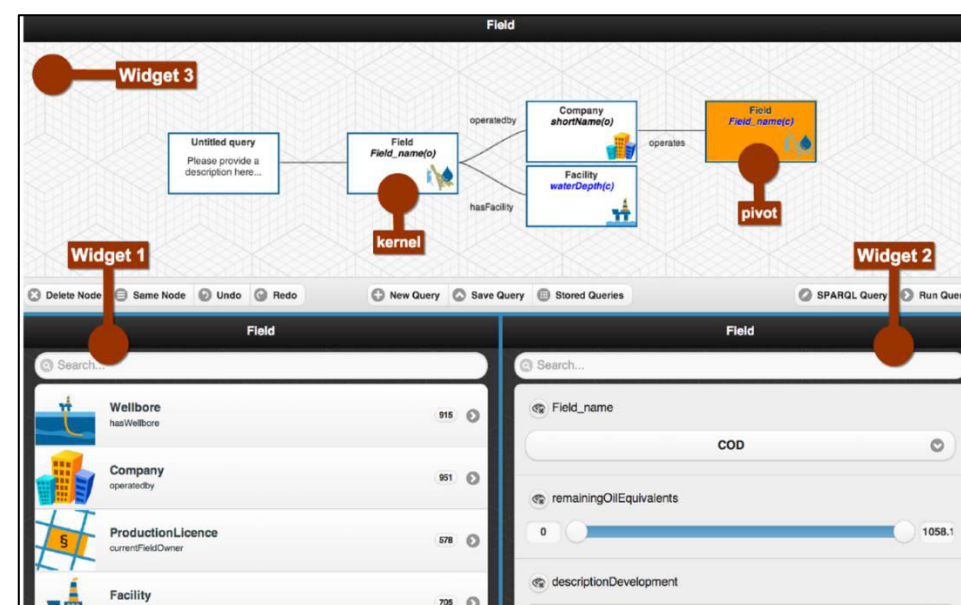 Field
Widget 3
Untitled query
Please provide a
description here...
Field
Field_name(o)
kernel
operatedby
hasFacility
Company
shortName(o)
Facility
waterDepth(c)
operates
Field
Field_name(c)
pivot
Widget 1
Widget 2
Delete Node
Same Node
Undo
Redo
New Query
Save Query
Stored Queries
SPARQL Query
Run Quer
Field
Search...
Wellbore
hasWellbore
915
Company
operatedby
951
§
ProductionLicence
currentFieldOwner
578
Facility
705
Field
Search...
Field_name
COD
remainingOilEquivalents
0
1058.1
descriptionDevelopment